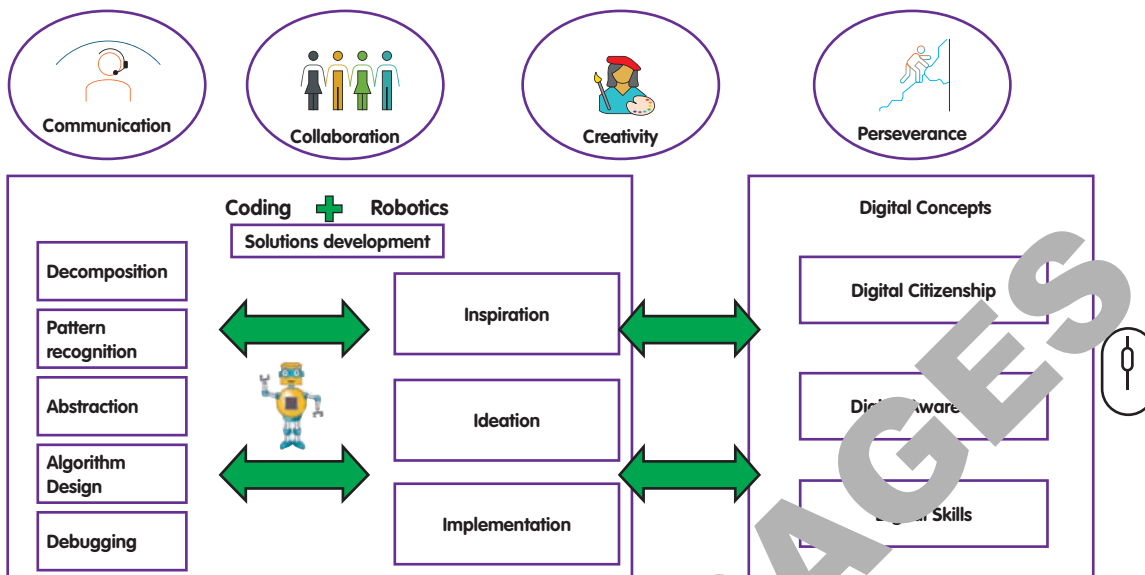 Communication
Collaboration
Creativity
Perseverance
Coding + Robotics
Solutions development
Decomposition
Pattern
recognition
Abstraction
Algorithm
Design
Debugging
Inspiration
Ideation
Implementation
Digital Concepts
Digital Citizenship
Skills
AGES